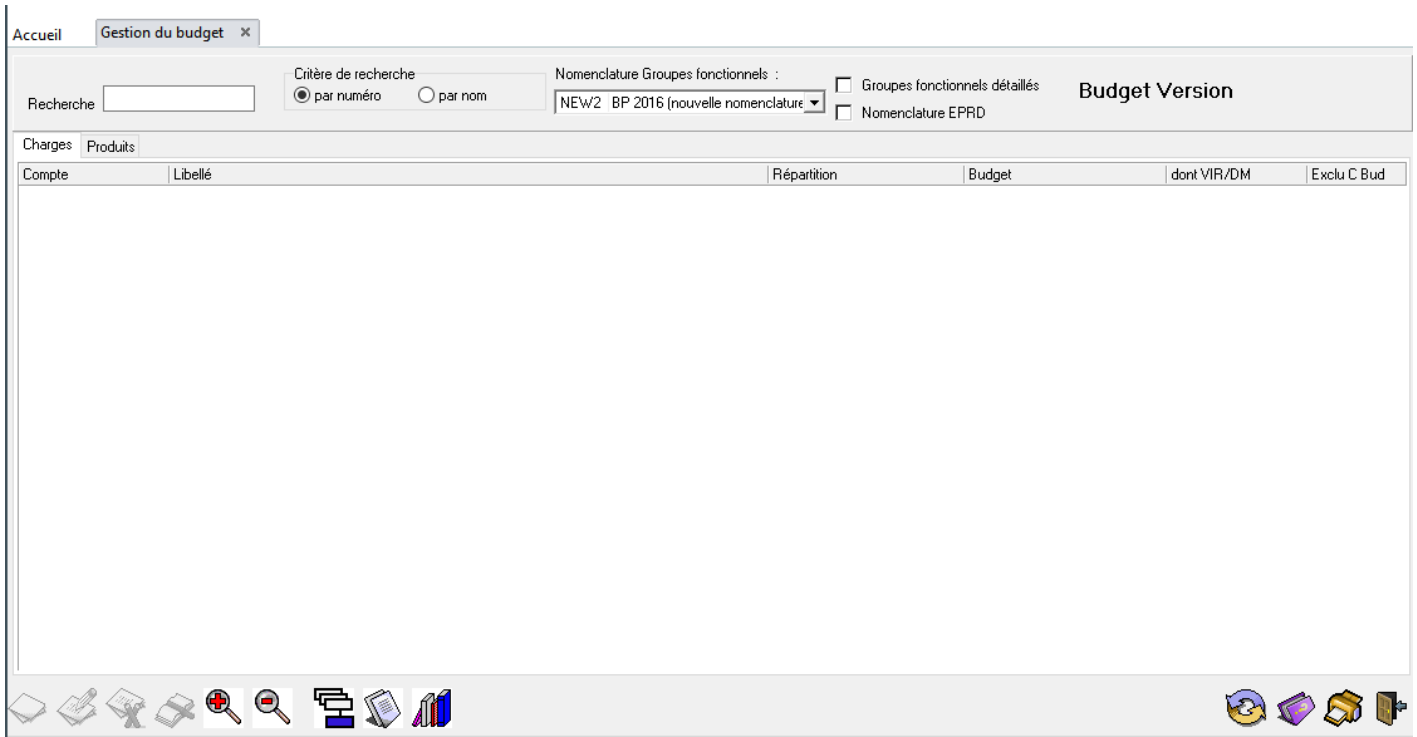 Accueil Gestion du budget ×
Critère de recherche Nomenclature Groupes fonctionnels :
Recherche par numéro par nom NEW2 BP 2016 (nouvelle nomenclature Groupes fonctionnels détaillés Budget Version
Nomenclature EPRD
Charges Produits
Compte Libellé Répartition Budget dont VIR/DM Exclu C Bud